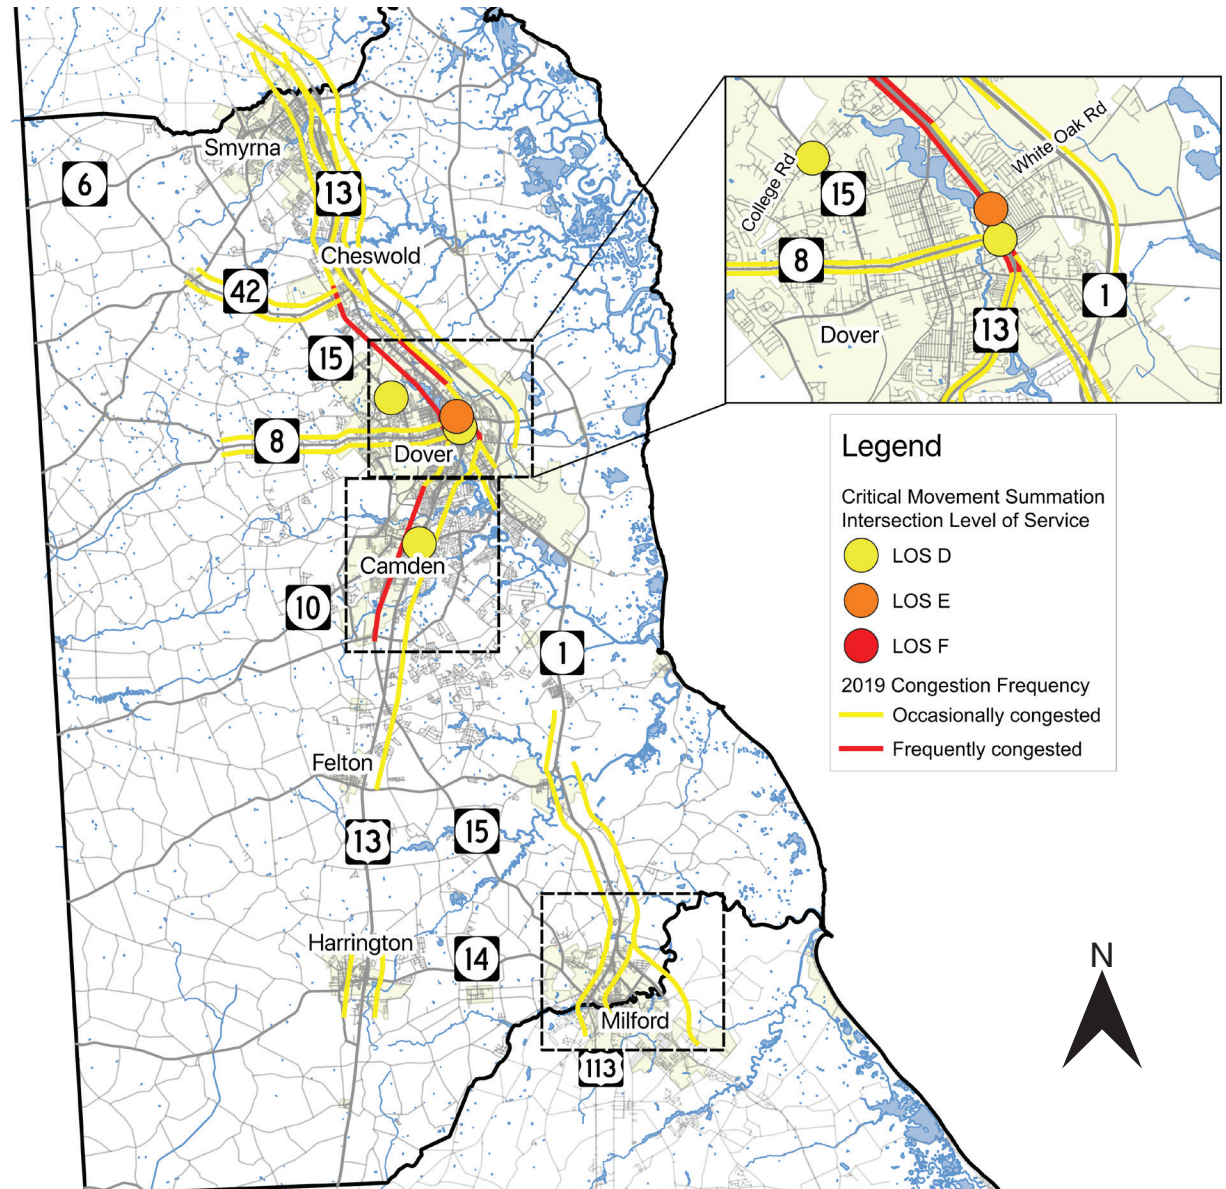 Smyrna
6
13
Cheswold
42
15
8
Dover
Camden
10
1
Felton
13
15
Harrington
14
Milford
113
White Oak Rd
College Rd
15
8
1
13
Dover
Legend
Critical Movement Summation
Intersection Level of Service
LOS D
LOS E
LOS F
2019 Congestion Frequency
Occasionally congested
Frequently congested
N